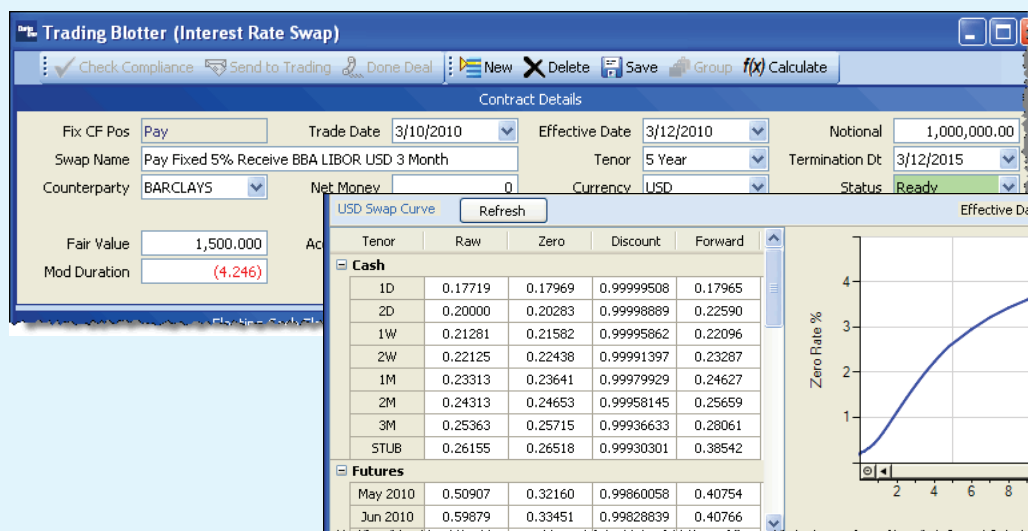 Trading Blotter (Interest Rate Swap)
Check Compliance Send to Trading Done Deal New Delete Save Group f(x) Calculate
Contract Details
Fix CF Pos Pay Trade Date 3/10/2010 Effective Date 3/12/2010 Notional 1,000,000.00
Swap Name Pay Fixed 5% Receive BBA LIBOR USD 3 Month Tenor 5 Year Termination Dt 3/12/2015
Counterparty BARCLAYS Net Money 0 Currency USD Status Ready
Fair Value 1,500.000
Mod Duration (4.246)
USD Swap Curve Refresh Effective Da
Tenor Raw Zero Discount Forward
Cash
1D 0.17719 0.17969 0.99999508 0.17965
2D 0.20000 0.20283 0.99998889 0.22590
1W 0.21281 0.21582 0.99995862 0.22096
2W 0.22125 0.22438 0.99991397 0.23287
1M 0.23313 0.23641 0.99979929 0.24627
2M 0.24313 0.24653 0.99958145 0.25659
3M 0.25363 0.25715 0.99936633 0.28061
STUB 0.26155 0.26518 0.99930301 0.38542
Futures
May 2010 0.50907 0.32160 0.99860058 0.40754
Jun 2010 0.59879 0.33451 0.99828839 0.40766
Zero Rate %
4
3
2
1
2 4 6 8